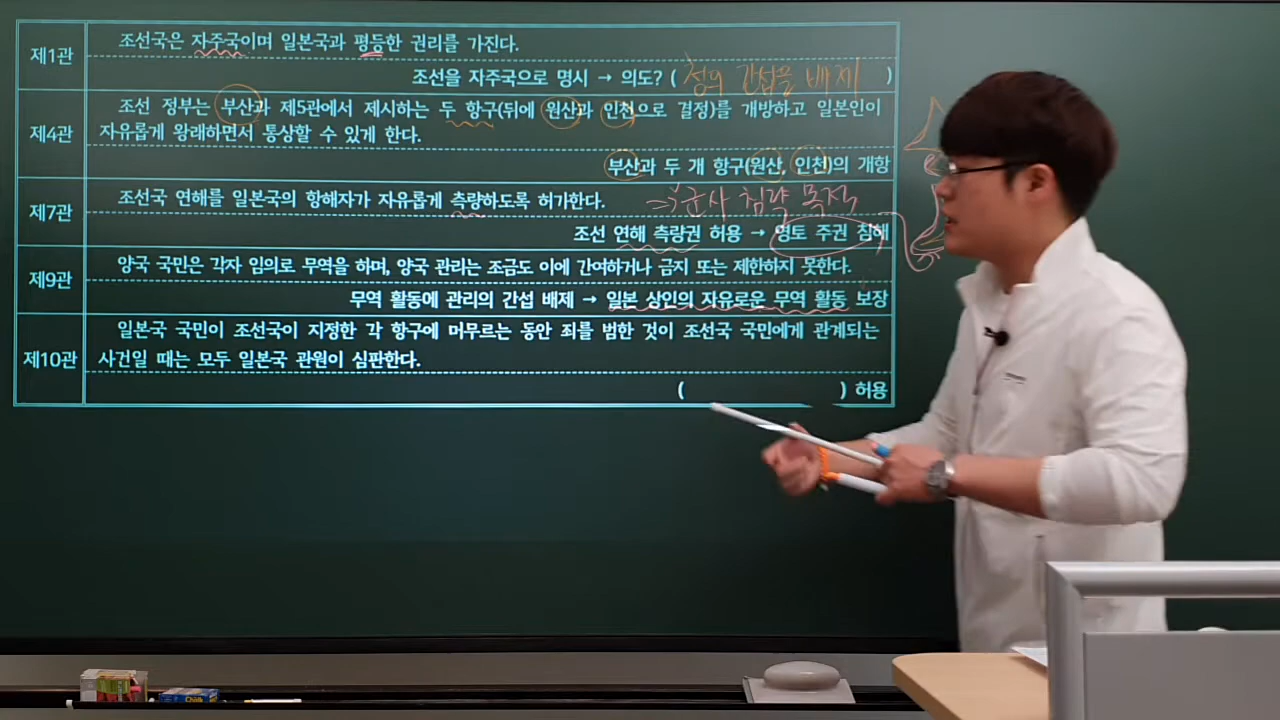 제1관
조선국은 자주국이며 일본국과 평등한 권리를 가진다.
조선을 자주국으로 명시 → 의도? ( 청의 간섭을 배제 )
제4관
조선 정부는 부산과 제5관에서 제시하는 두 항구(뒤에 원산과 인천으로 결정)를 개방하고 일본인이
자유롭게 왕래하면서 통상할 수 있게 한다.
부산과 두 개 항구(원산, 인천)의 개항
제7관
조선국 연해를 일본국의 항해자가 자유롭게 측량하도록 허가한다.
⇒ 군사 침략 목적
조선 연해 측량권 허용 → 영토 주권 침해
제9관
양국 국민은 각자 임의로 무역을 하며, 양국 관리는 조금도 이에 간여하거나 금지 또는 제한하지 못한다.
무역 활동에 관리의 간섭 배제 → 일본 상인의 자유로운 무역 활동 보장
제10관
일본국 국민이 조선국이 지정한 각 항구에 머무르는 동안 죄를 범한 것이 조선국 국민에게 관계되는
사건일 때는 모두 일본국 관원이 심판한다.
( ) 허용